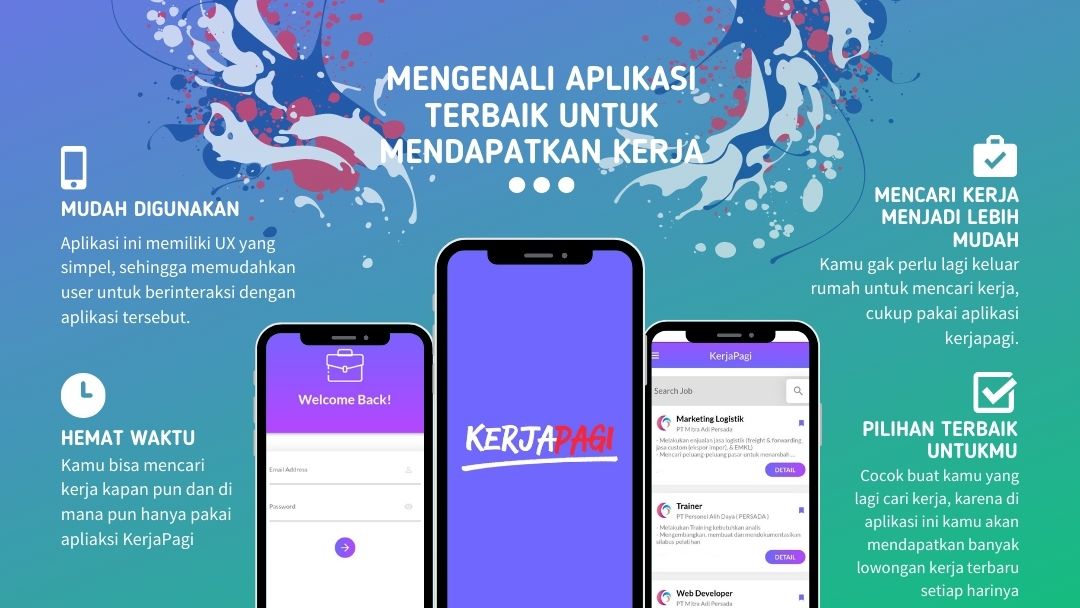 MENGENALI APLIKASI
TERBAIK UNTUK
MENDAPATKAN KERJA
MUDAH DIGUNAKAN
Aplikasi ini memiliki UX yang
simpel, sehingga memudahkan
user untuk berinteraksi dengan
aplikasi tersebut.
HEMAT WAKTU
Kamu bisa mencari
kerja kapan pun dan di
mana pun hanya pakai
apliaksi KerjaPagi
Welcome Back!
Email Address
Password
KERJAPAGI
KerjaPagi
Search Job
Marketing Logistik
PT Mitra Adi Persada
- Melakukan enjualan jasa logistik (freight & forwarding,
jasa custom (ekspor impor), & EMKL)
- Mencari peluang-peluang pasar untuk menambah ...
DETAIL
Trainer
PT Personel Alih Daya ( PERSADA )
- Melakukan Training kebutuhkan analis
- Mengembangkan, membuat dan mendokumentasikan
silabus pelatihan
DETAIL
Web Developer
PT Mitra Adi Persada
MENCARI KERJA
MENJADI LEBIH
MUDAH
Kamu gak perlu lagi keluar
rumah untuk mencari kerja,
cukup pakai aplikasi
kerjapagi.
PILIHAN TERBAIK
UNTUKMU
Cocok buat kamu yang
lagi cari kerja, karena di
aplikasi ini kamu akan
mendapatkan banyak
lowongan kerja terbaru
setiap harinya